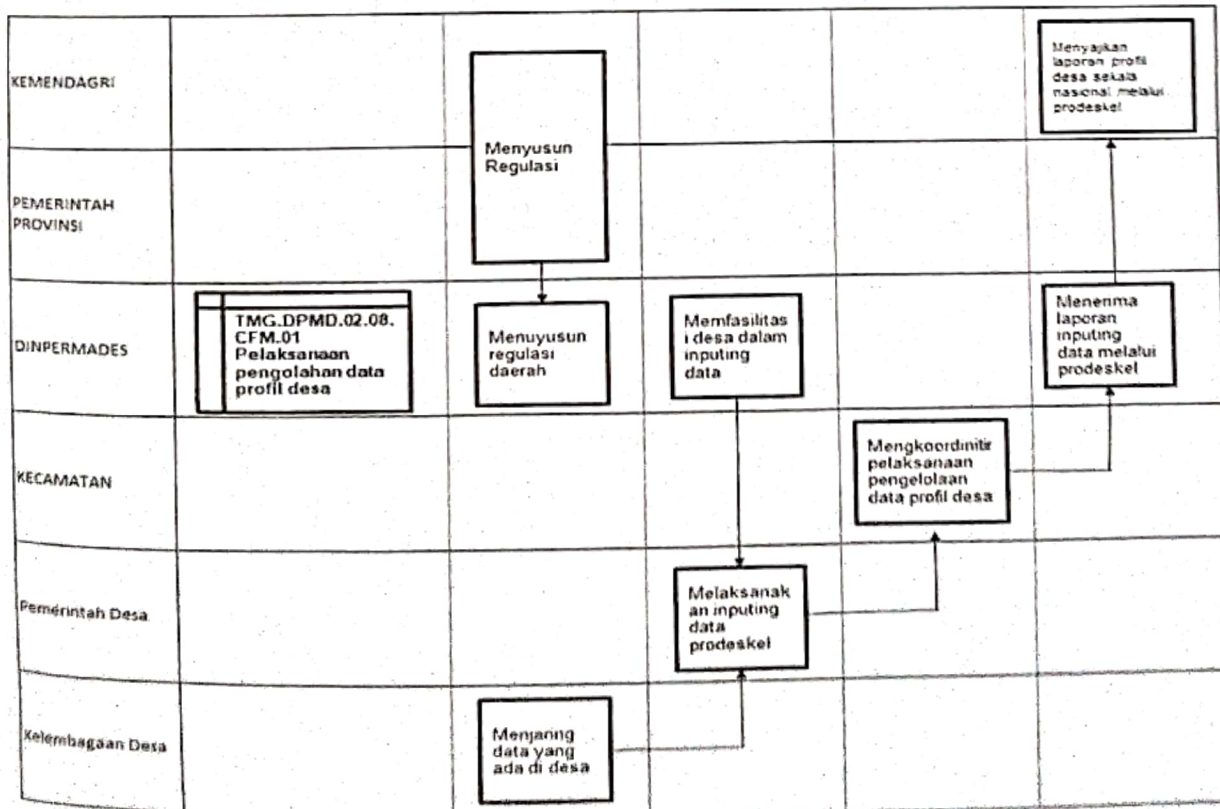 KEMENDAGRI
Menyusun
Regulasi
Menyajikan
laporan profil
desa sekala
nasional melalui
prodeskel
PEMERINTAH
PROVINSI
DINPERMADES
TMG.DPMD.02.08.
CFM.01
Pelaksanaan
pengolahan data
profil desa
Menuyusun
regulasi
daerah
Memfasilitas
i desa dalam
inputing
data
Menerima
laporan
inputing
data melalui
prodeskel
KECAMATAN
Mengkoordinitir
pelaksanaan
pengelolaan
data profil desa
Pemerintah Desa
Melaksanak
an inputing
data
prodeskel
Kelembagaan Desa
Menjaring
data yang
ada di desa